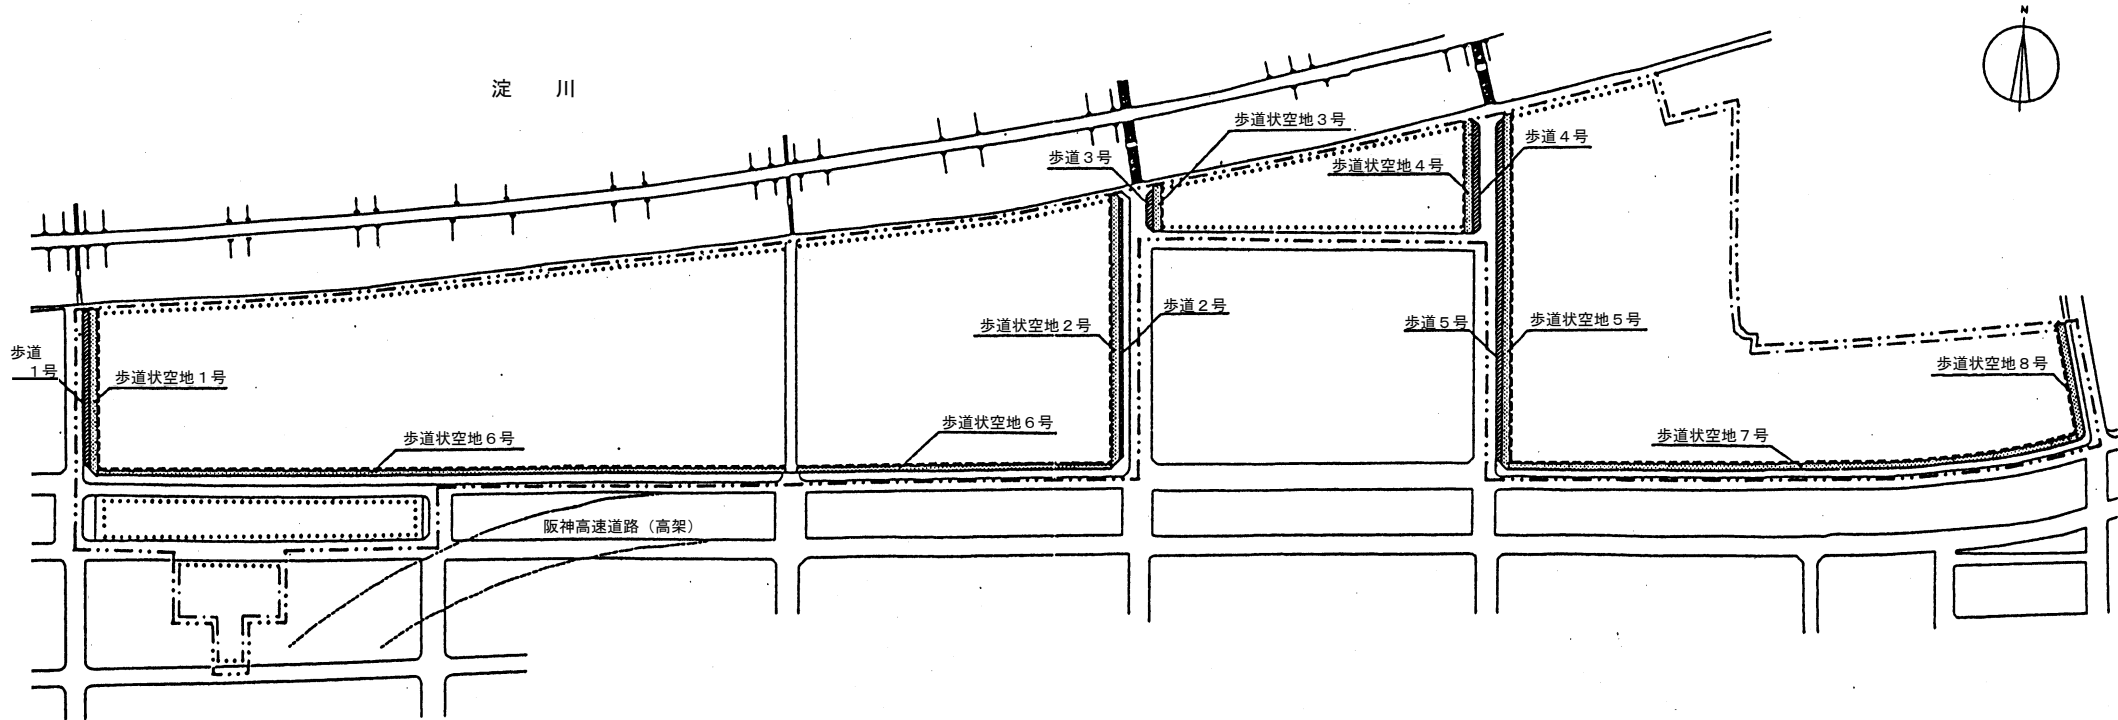 N
淀　川
歩道状空地３号
歩道３号
歩道４号
歩道状空地４号
歩道２号
歩道状空地２号
歩道５号
歩道状空地５号
歩道
１号
歩道状空地１号
歩道状空地８号
歩道状空地６号
歩道状空地６号
歩道状空地７号
阪神高速道路（高架）